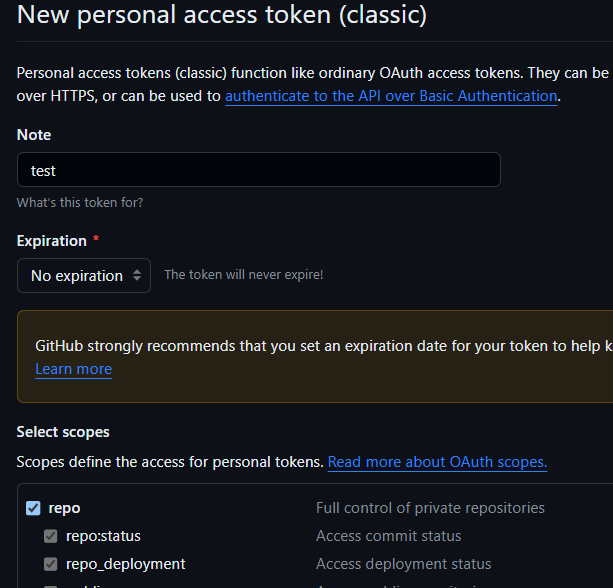 New personal access token (classic)
Personal access tokens (classic) function like ordinary OAuth access tokens. They can be
over HTTPS, or can be used to authenticate to the API over Basic Authentication.
Note
test
What's this token for?
Expiration *
No expiration The token will never expire!
GitHub strongly recommends that you set an expiration date for your token to help k
Learn more
Select scopes
Scopes define the access for personal tokens. Read more about OAuth scopes.
repo Full control of private repositories
repo:status Access commit status
repo_deployment Access deployment status